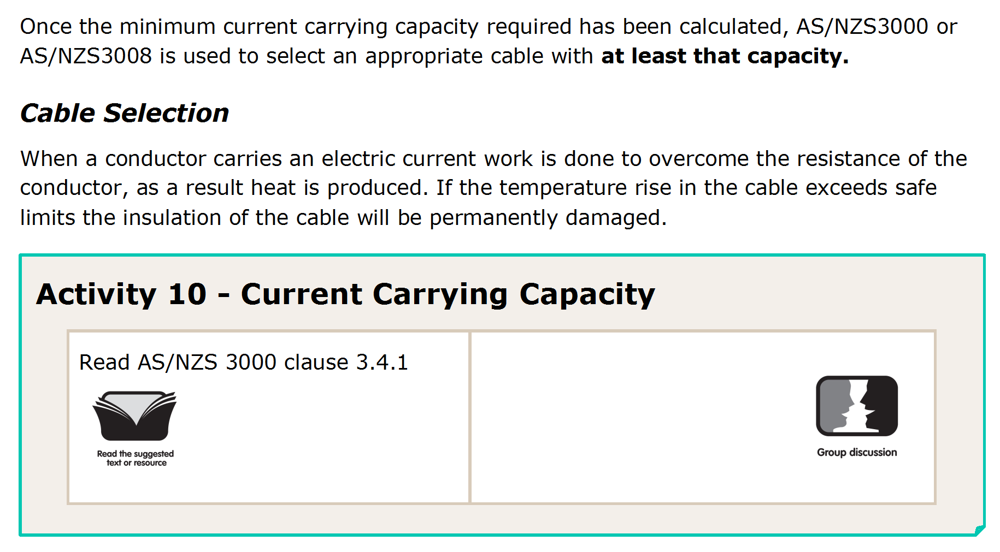 Once the minimum current carrying capacity required has been calculated, AS/NZS3000 or
AS/NZS3008 is used to select an appropriate cable with at least that capacity.
Cable Selection
When a conductor carries an electric current work is done to overcome the resistance of the
conductor, as a result heat is produced. If the temperature rise in the cable exceeds safe
limits the insulation of the cable will be permanently damaged.
Activity 10 - Current Carrying Capacity
Read AS/NZS 3000 clause 3.4.1
Read the suggested
text or resource
Group discussion